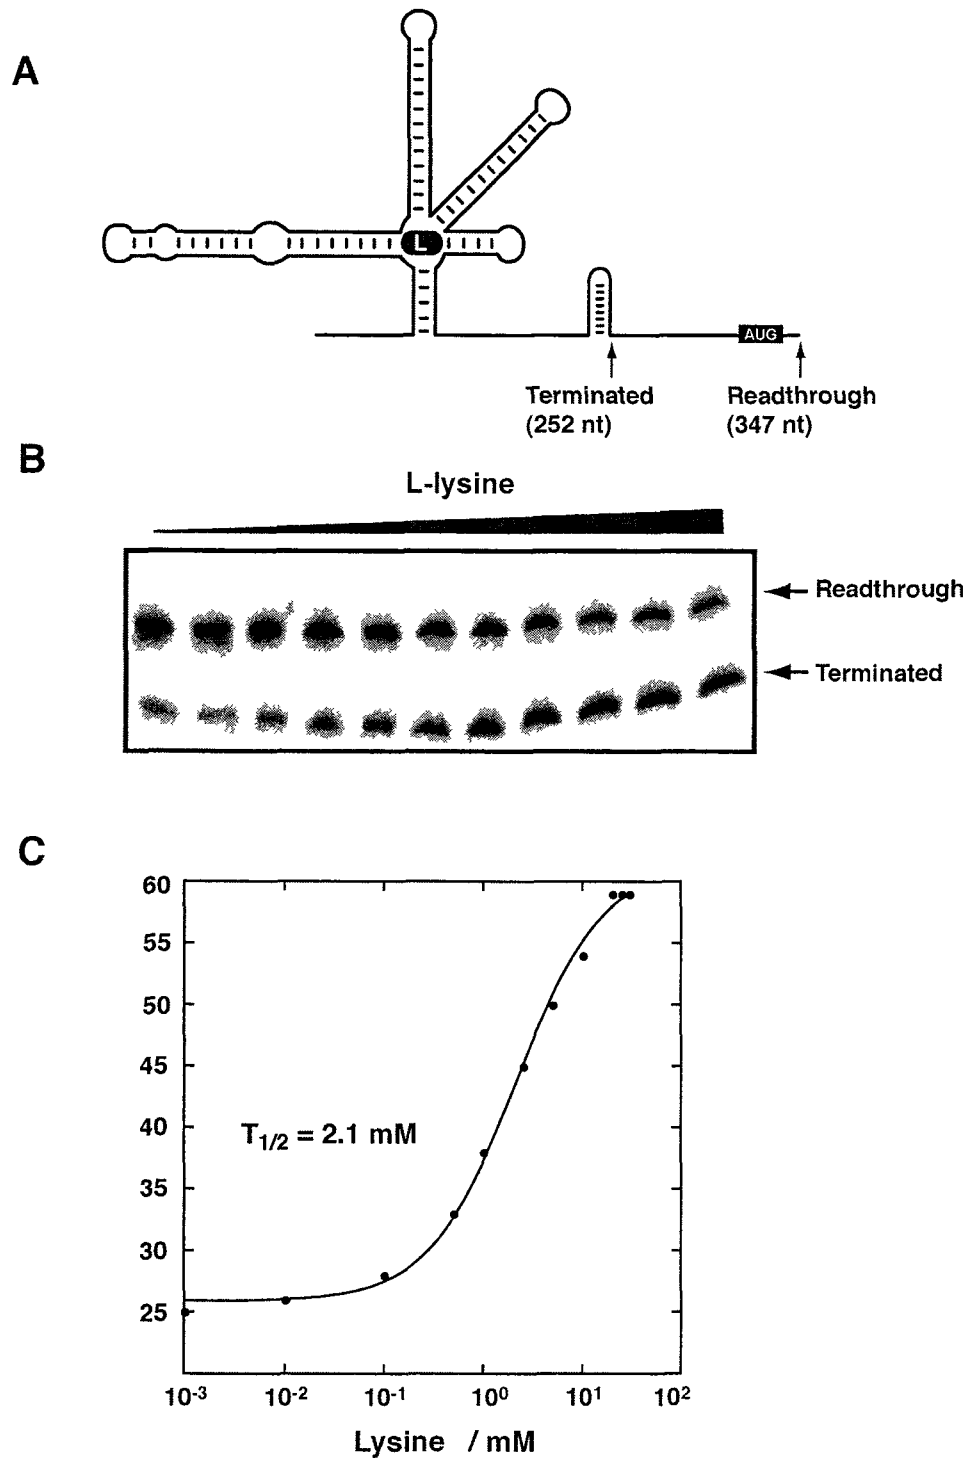 A
L
AUG
Terminated
(252 nt)
Readthrough
(347 nt)
B
L-lysine
Readthrough
Terminated
C
60
55
50
45
40
35
30
25
T1/2 = 2.1 mM
10-3
10-2
10-1
100
101
102
Lysine / mM